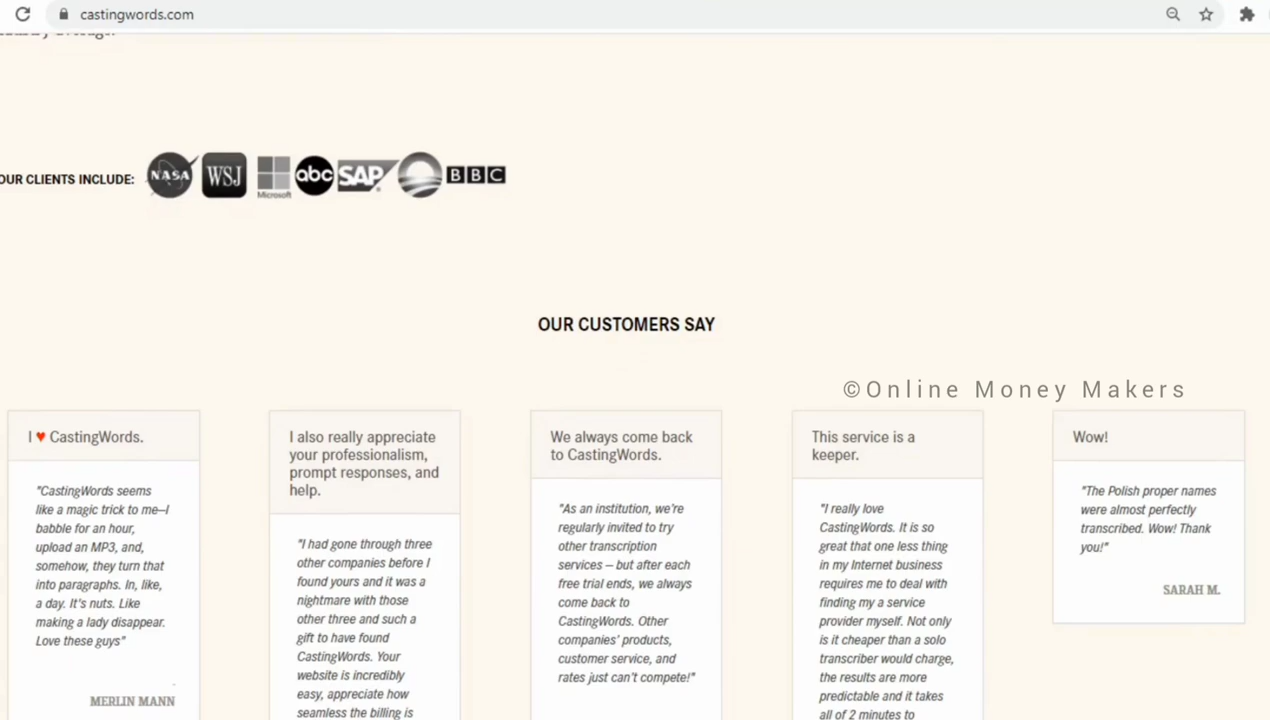 castingwords.com
OUR CLIENTS INCLUDE:
NASA
WSJ
Microsoft
abc
SAP
BBC
OUR CUSTOMERS SAY
©Online Money Makers
I ♥ CastingWords.
"CastingWords seems
like a magic trick to me–I
babble for an hour,
upload an MP3, and,
somehow, they turn that
into paragraphs. In, like,
a day. It's nuts. Like
making a lady disappear.
Love these guys"
MERLIN MANN
I also really appreciate
your professionalism,
prompt responses, and
help.
"I had gone through three
other companies before I
found yours and it was a
nightmare with those
other three and such a
gift to have found
CastingWords. Your
website is incredibly
easy, appreciate how
seamless the billing is
We always come back
to CastingWords.
"As an institution, we're
regularly invited to try
other transcription
services – but after each
free trial ends, we always
come back to
CastingWords. Other
companies' products,
customer service, and
rates just can't compete!"
This service is a
keeper.
"I really love
CastingWords. It is so
great that one less thing
in my Internet business
requires me to deal with
finding my a service
provider myself. Not only
is it cheaper than a solo
transcriber would charge,
the results are more
predictable and it takes
all of 2 minutes to
Wow!
"The Polish proper names
were almost perfectly
transcribed. Wow! Thank
you!"
SARAH M.